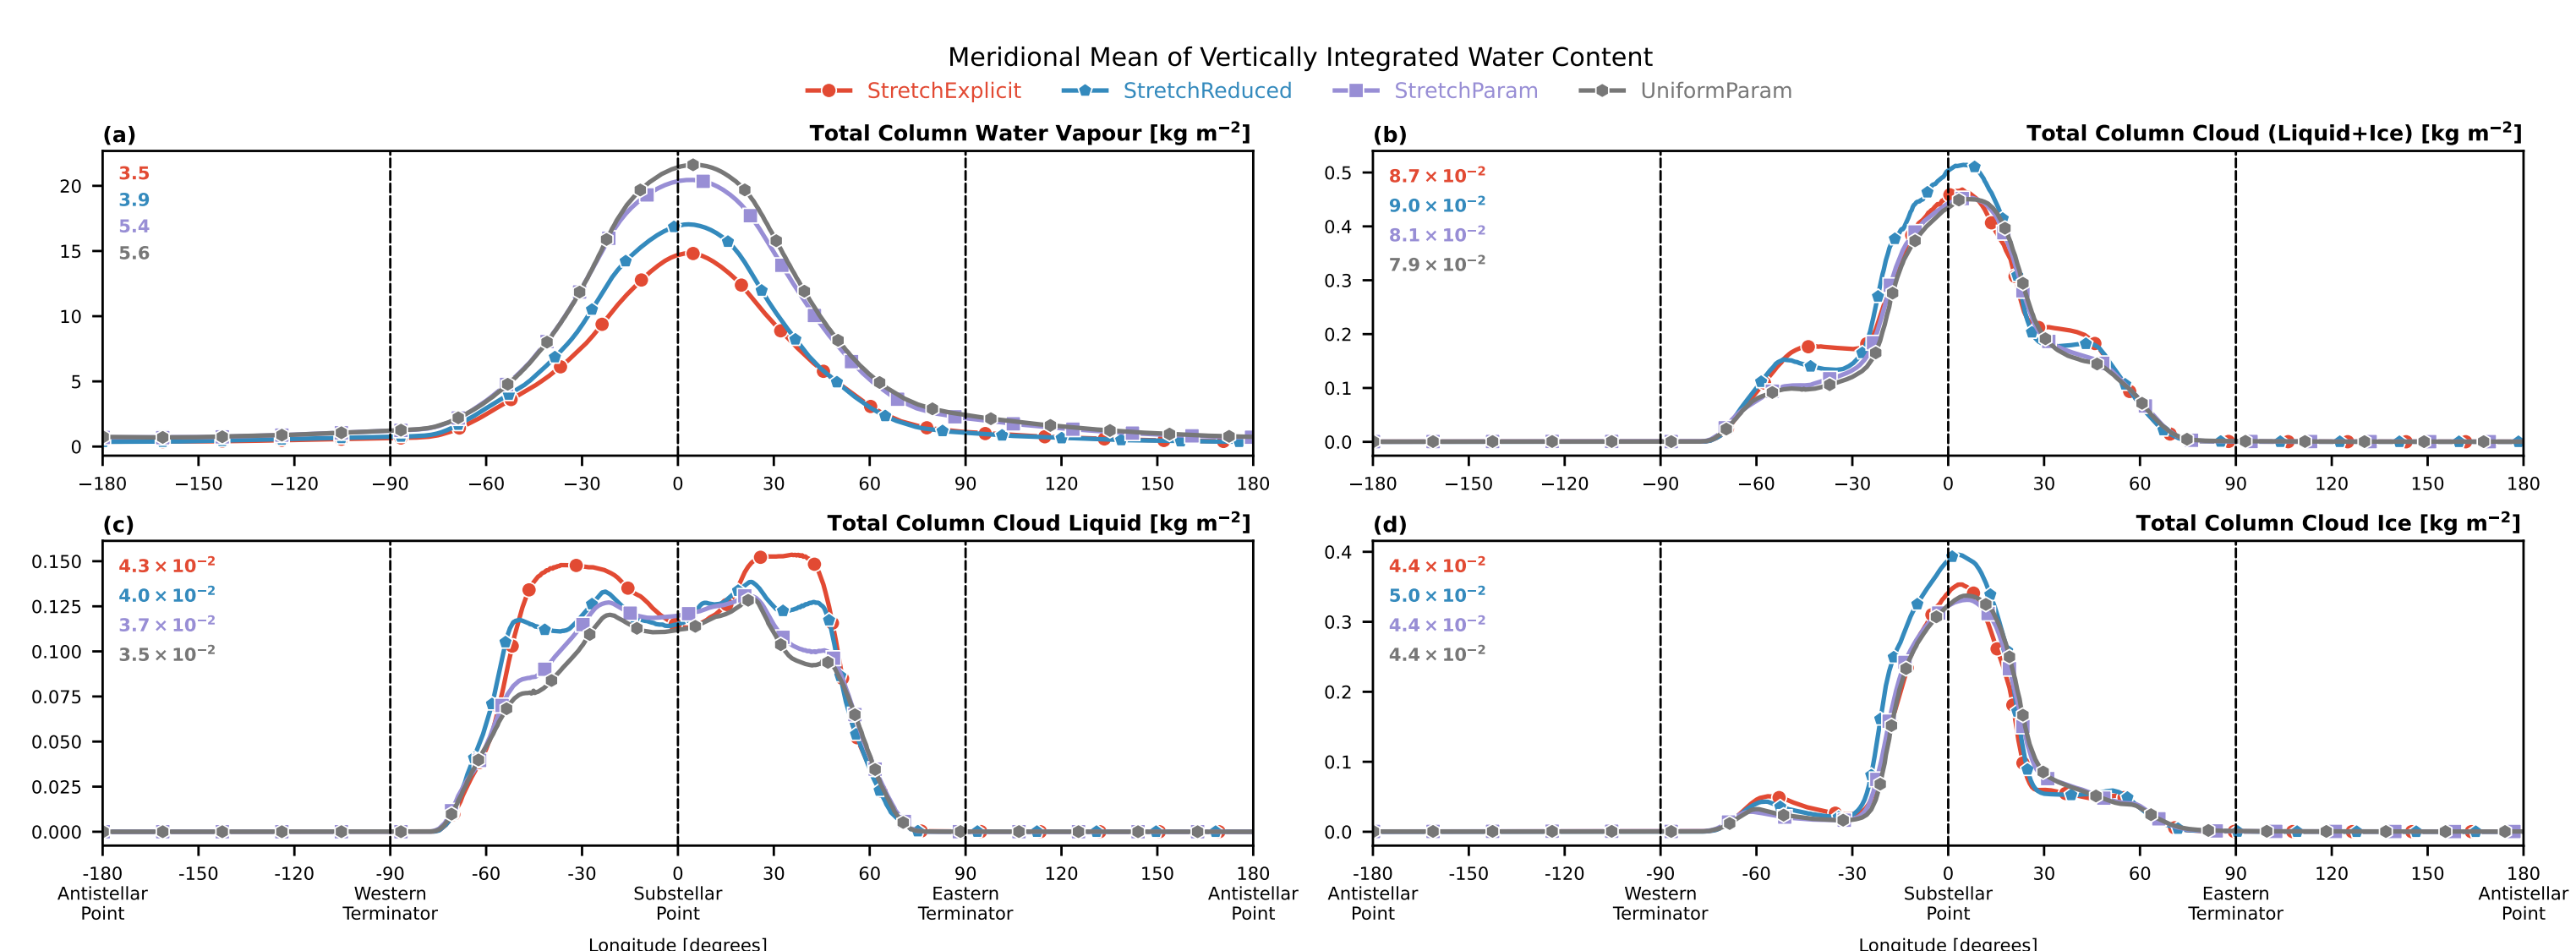 Meridional Mean of Vertically Integrated Water Content
StretchExplicit StretchReduced StretchParam UniformParam
(a) Total Column Water Vapour [kg m⁻²]
3.5
3.9
5.4
5.6
20
15
10
5
0
−180 −150 −120 −90 −60 −30 0 30 60 90 120 150 180
(b) Total Column Cloud (Liquid+Ice) [kg m⁻²]
8.7 × 10⁻²
9.0 × 10⁻²
8.1 × 10⁻²
7.9 × 10⁻²
0.5
0.4
0.3
0.2
0.1
0.0
−180 −150 −120 −90 −60 −30 0 30 60 90 120 150 180
(c) Total Column Cloud Liquid [kg m⁻²]
4.3 × 10⁻²
4.0 × 10⁻²
3.7 × 10⁻²
3.5 × 10⁻²
0.150
0.125
0.100
0.075
0.050
0.025
0.000
-180 -150 -120 -90 -60 -30 0 30 60 90 120 150 180
Antistellar Western Substellar Eastern Antistellar
Point Terminator Point Terminator Point
Longitude [degrees]
(d) Total Column Cloud Ice [kg m⁻²]
4.4 × 10⁻²
5.0 × 10⁻²
4.4 × 10⁻²
4.4 × 10⁻²
0.4
0.3
0.2
0.1
0.0
-180 -150 -120 -90 -60 -30 0 30 60 90 120 150 180
Antistellar Western Substellar Eastern Antistellar
Point Terminator Point Terminator Point
Longitude [degrees]